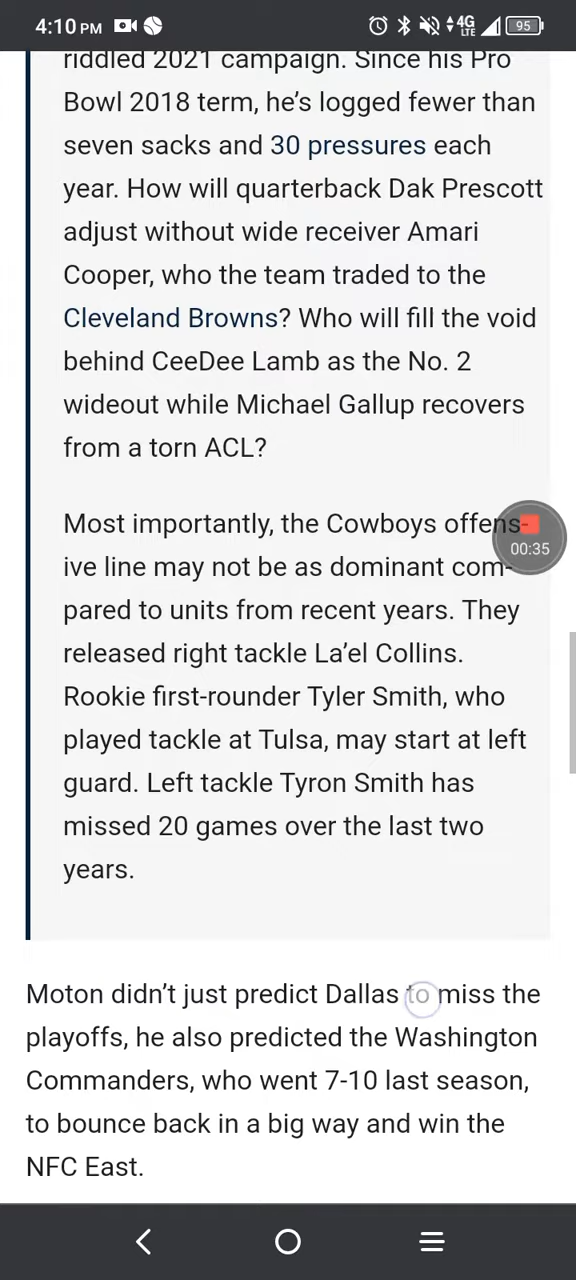 4:10 PM 4G LTE 95
riddled 2021 campaign. Since his Pro
Bowl 2018 term, he’s logged fewer than
seven sacks and 30 pressures each
year. How will quarterback Dak Prescott
adjust without wide receiver Amari
Cooper, who the team traded to the
Cleveland Browns? Who will fill the void
behind CeeDee Lamb as the No. 2
wideout while Michael Gallup recovers
from a torn ACL?
Most importantly, the Cowboys offens-
00:35
ive line may not be as dominant com-
pared to units from recent years. They
released right tackle La’el Collins.
Rookie first-rounder Tyler Smith, who
played tackle at Tulsa, may start at left
guard. Left tackle Tyron Smith has
missed 20 games over the last two
years.
Moton didn’t just predict Dallas to miss the
playoffs, he also predicted the Washington
Commanders, who went 7-10 last season,
to bounce back in a big way and win the
NFC East.